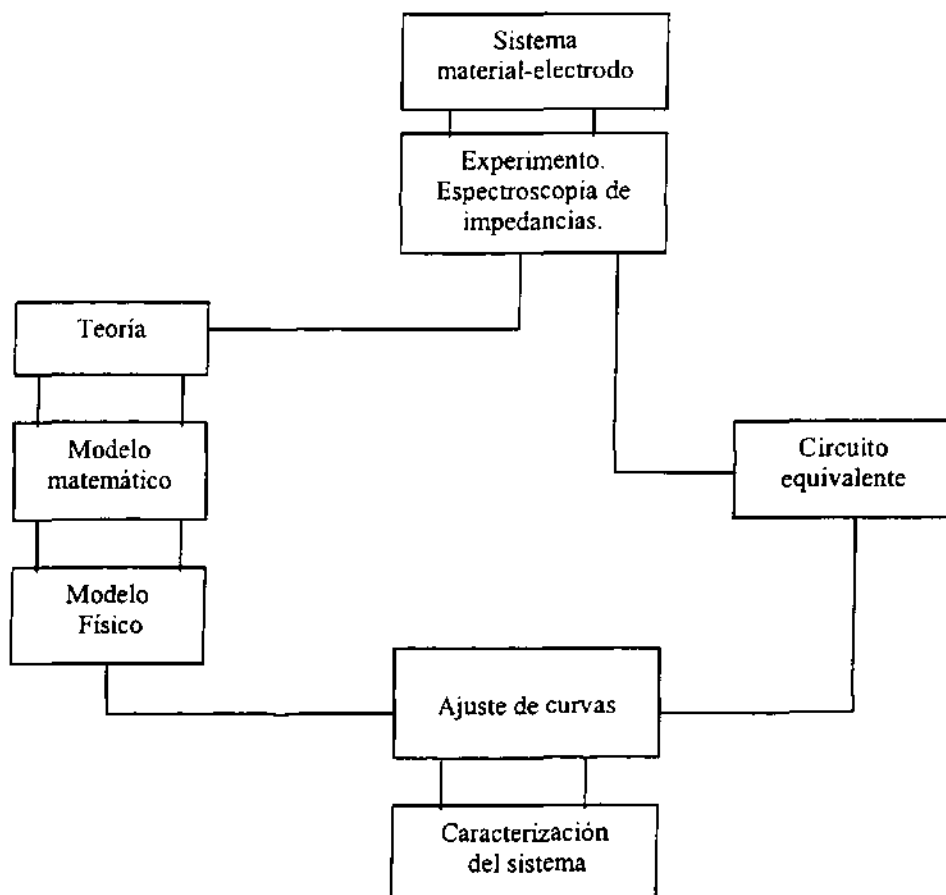 Sistema
material-electrodo
Experimento.
Espectroscopia de
impedancias.
Teoría
Modelo
matemático
Modelo
Físico
Circuito
equivalente
Ajuste de curvas
Caracterización
del sistema